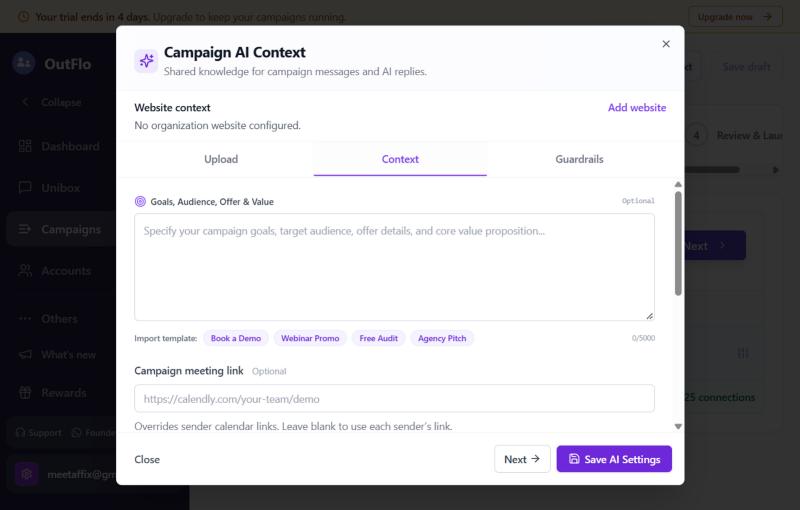 Your trial ends in 4 days. Upgrade to keep your campaigns running.
Upgrade now
OutFlo
Collapse
Dashboard
Unibox
Campaigns
Accounts
Others
What's new
Rewards
Support
Founde
meetaffix@gm
Save draft
4
Review & Lau
Next
25 connections
Campaign AI Context
Shared knowledge for campaign messages and AI replies.
Website context
Add website
No organization website configured.
Upload
Context
Guardrails
Goals, Audience, Offer & Value
Optional
Specify your campaign goals, target audience, offer details, and core value proposition...
Import template:
Book a Demo
Webinar Promo
Free Audit
Agency Pitch
0/5000
Campaign meeting link
Optional
https://calendly.com/your-team/demo
Overrides sender calendar links. Leave blank to use each sender's link.
Close
Next
Save AI Settings